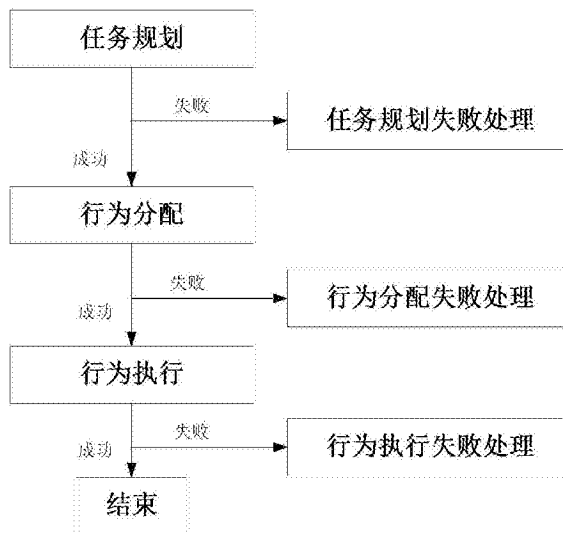 任务规划
失败
任务规划失败处理
成功
行为分配
失败
行为分配失败处理
成功
行为执行
失败
行为执行失败处理
成功
结束